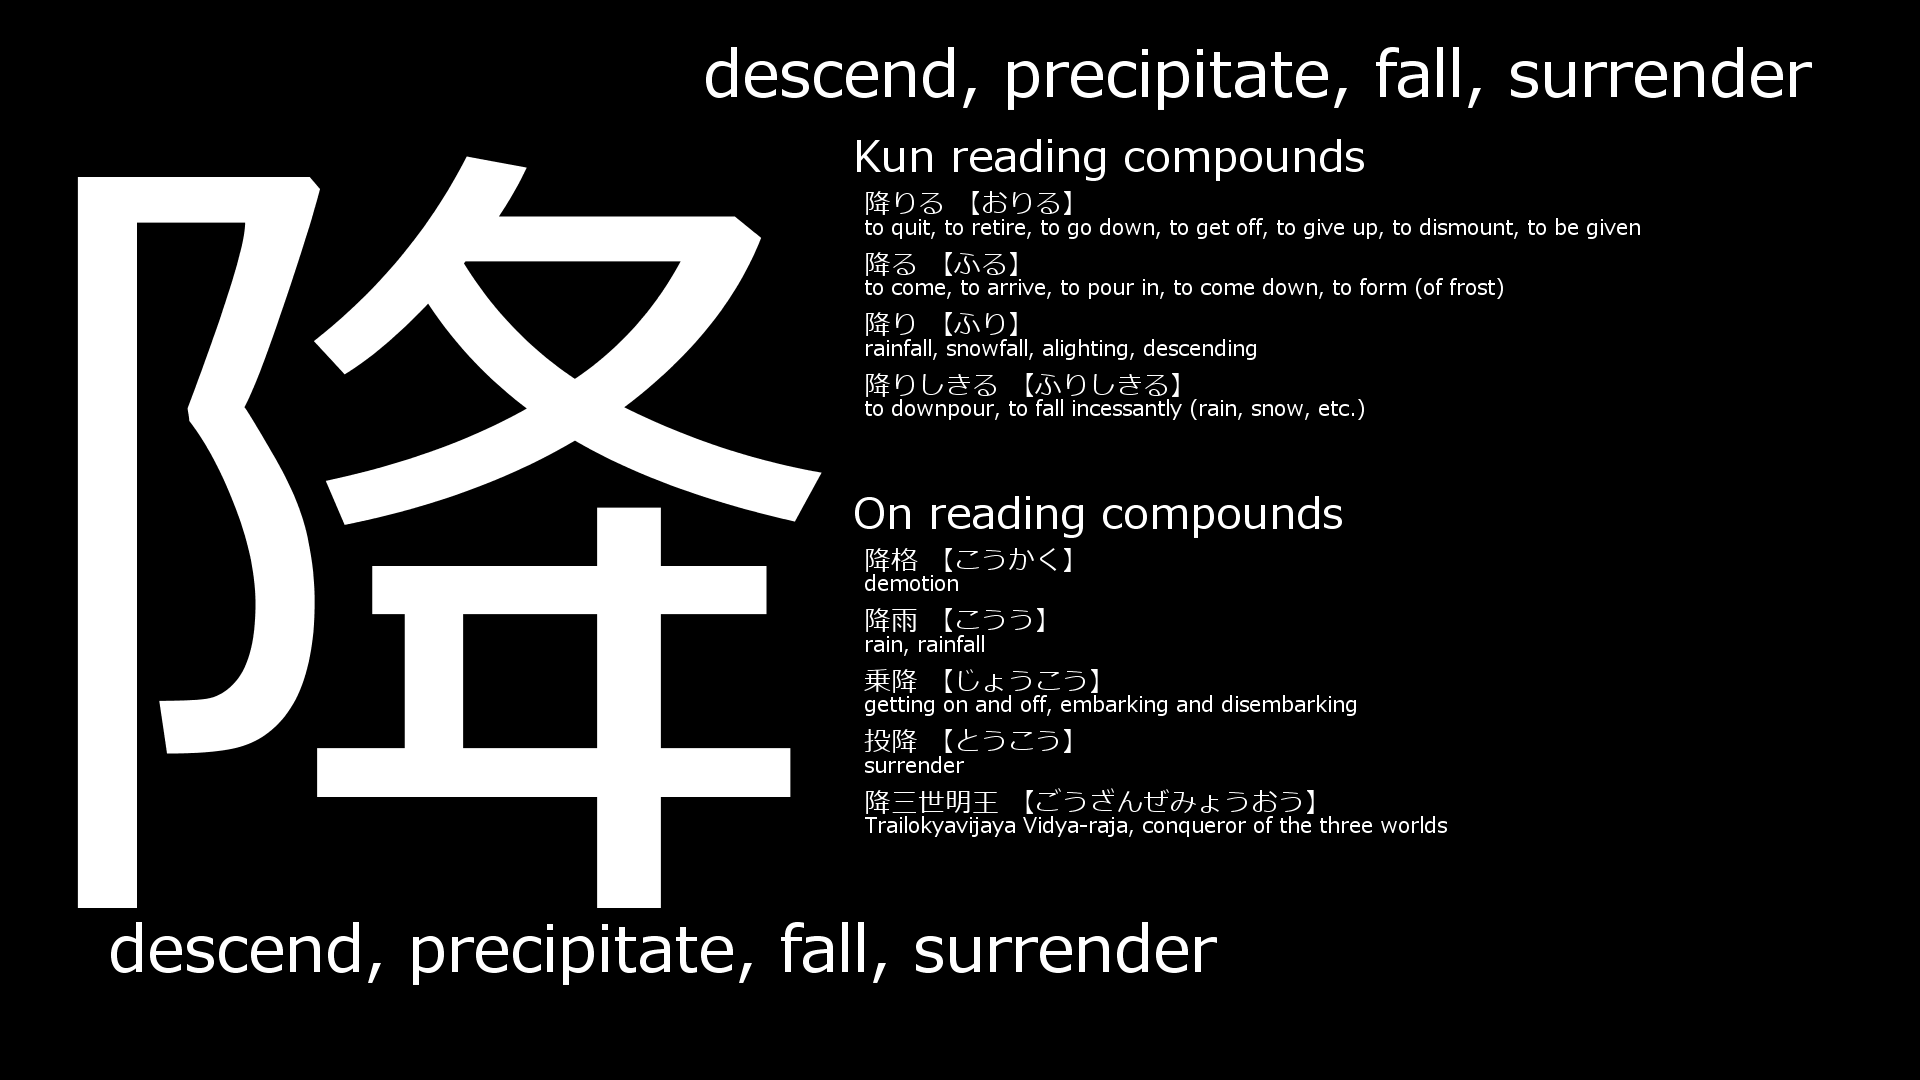 descend, precipitate, fall, surrender
降
Kun reading compounds
降りる 【おりる】
to quit, to retire, to go down, to get off, to give up, to dismount, to be given
降る 【ふる】
to come, to arrive, to pour in, to come down, to form (of frost)
降り 【ふり】
rainfall, snowfall, alighting, descending
降りしきる 【ふりしきる】
to downpour, to fall incessantly (rain, snow, etc.)
On reading compounds
降格 【こうかく】
demotion
降雨 【こうう】
rain, rainfall
乗降 【じょうこう】
getting on and off, embarking and disembarking
投降 【とうこう】
surrender
降三世明王 【ごうざんぜみょうおう】
Trailokyavijaya Vidya-raja, conqueror of the three worlds
descend, precipitate, fall, surrender